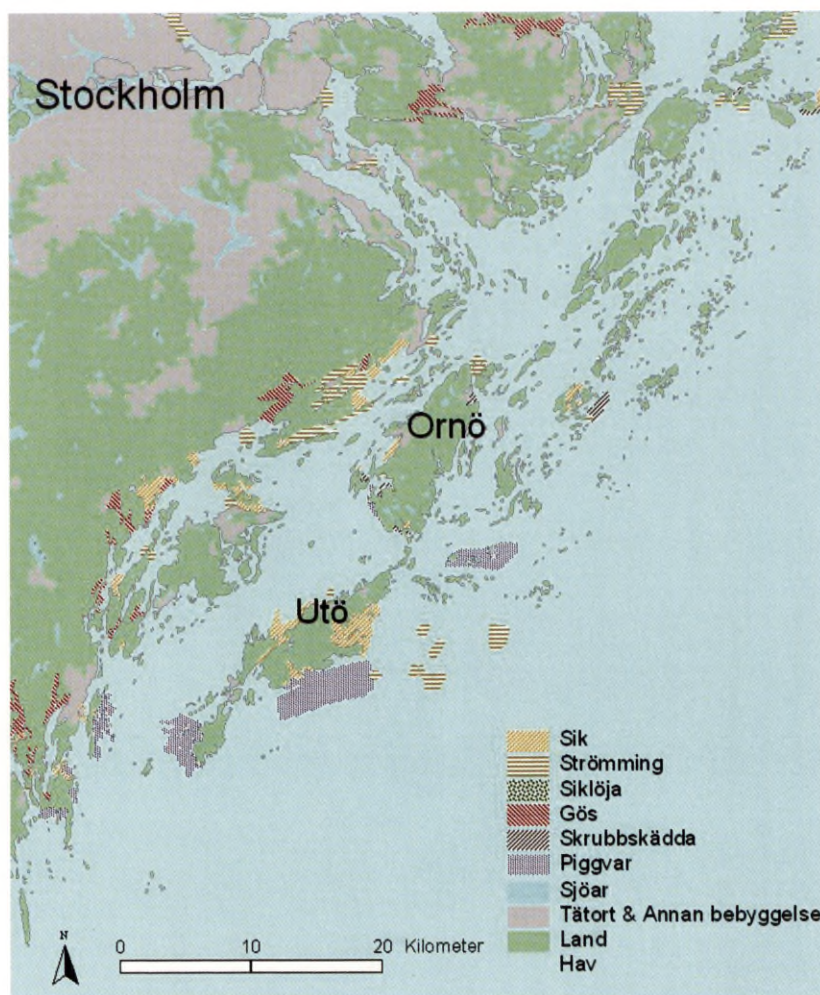 Stockholm
Ornö
Utö
Sik
Strömming
Siklöja
Gös
Skrubbskädda
Piggvar
Sjöar
Tätort & Annan bebyggelse
Land
Hav
N
0 10 20 Kilometer